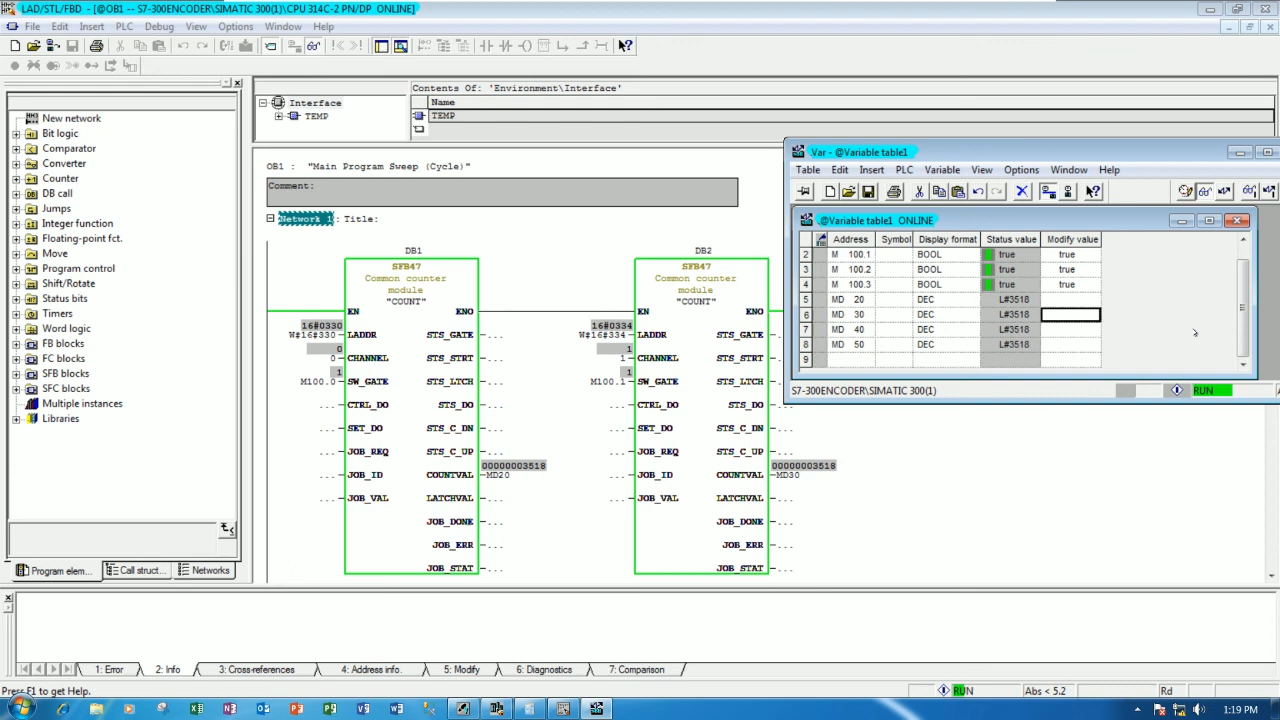 LAD/STL/FBD - [@OB1 -- S7-300ENCODER\SIMATIC 300(1)\CPU 314C-2 PN/DP ONLINE]
File Edit Insert PLC Debug View Options Window Help
Contents Of: 'Environment\Interface'
Interface
TEMP
Name
TEMP
New network
Bit logic
Comparator
Converter
Counter
DB call
Jumps
Integer function
Floating-point fct.
Move
Program control
Shift/Rotate
Status bits
Timers
Word logic
FB blocks
FC blocks
SFB blocks
SFC blocks
Multiple instances
Libraries
Program elem...
Call struct...
Networks
OB1 : "Main Program Sweep (Cycle)"
Comment:
Network 1: Title:
DB1
SFB47
Common counter
module
"COUNT"
EN ENO
16#0330
W#16#330 LADDR STS_GATE ...
0
0 CHANNEL STS_STRT ...
1
M100.0 SW_GATE STS_LTCH ...
... CTRL_DO STS_DO ...
... SET_DO STS_C_DN ...
... JOB_REQ STS_C_UP ...
00000003518
... JOB_ID COUNTVAL MD20
... JOB_VAL LATCHVAL ...
JOB_DONE ...
JOB_ERR ...
JOB_STAT ...
DB2
SFB47
Common counter
module
"COUNT"
EN ENO
16#0334
W#16#334 LADDR STS_GATE ...
1
1 CHANNEL STS_STRT ...
1
M100.1 SW_GATE STS_LTCH ...
... CTRL_DO STS_DO ...
... SET_DO STS_C_DN ...
... JOB_REQ STS_C_UP ...
00000003518
... JOB_ID COUNTVAL MD30
... JOB_VAL LATCHVAL ...
JOB_DONE ...
JOB_ERR ...
JOB_STAT ...
Var - @Variable table1
Table Edit Insert PLC Variable View Options Window Help
@Variable table1 ONLINE
Address Symbol Display format Status value Modify value
2 M 100.1 BOOL true true
3 M 100.2 BOOL true true
4 M 100.3 BOOL true true
5 MD 20 DEC L#3518
6 MD 30 DEC L#3518
7 MD 40 DEC L#3518
8 MD 50 DEC L#3518
9
S7-300ENCODER\SIMATIC 300(1) RUN
1: Error 2: Info 3: Cross-references 4: Address info. 5: Modify 6: Diagnostics 7: Comparison
Press F1 to get Help. RUN Abs < 5.2 Rd
1:19 PM